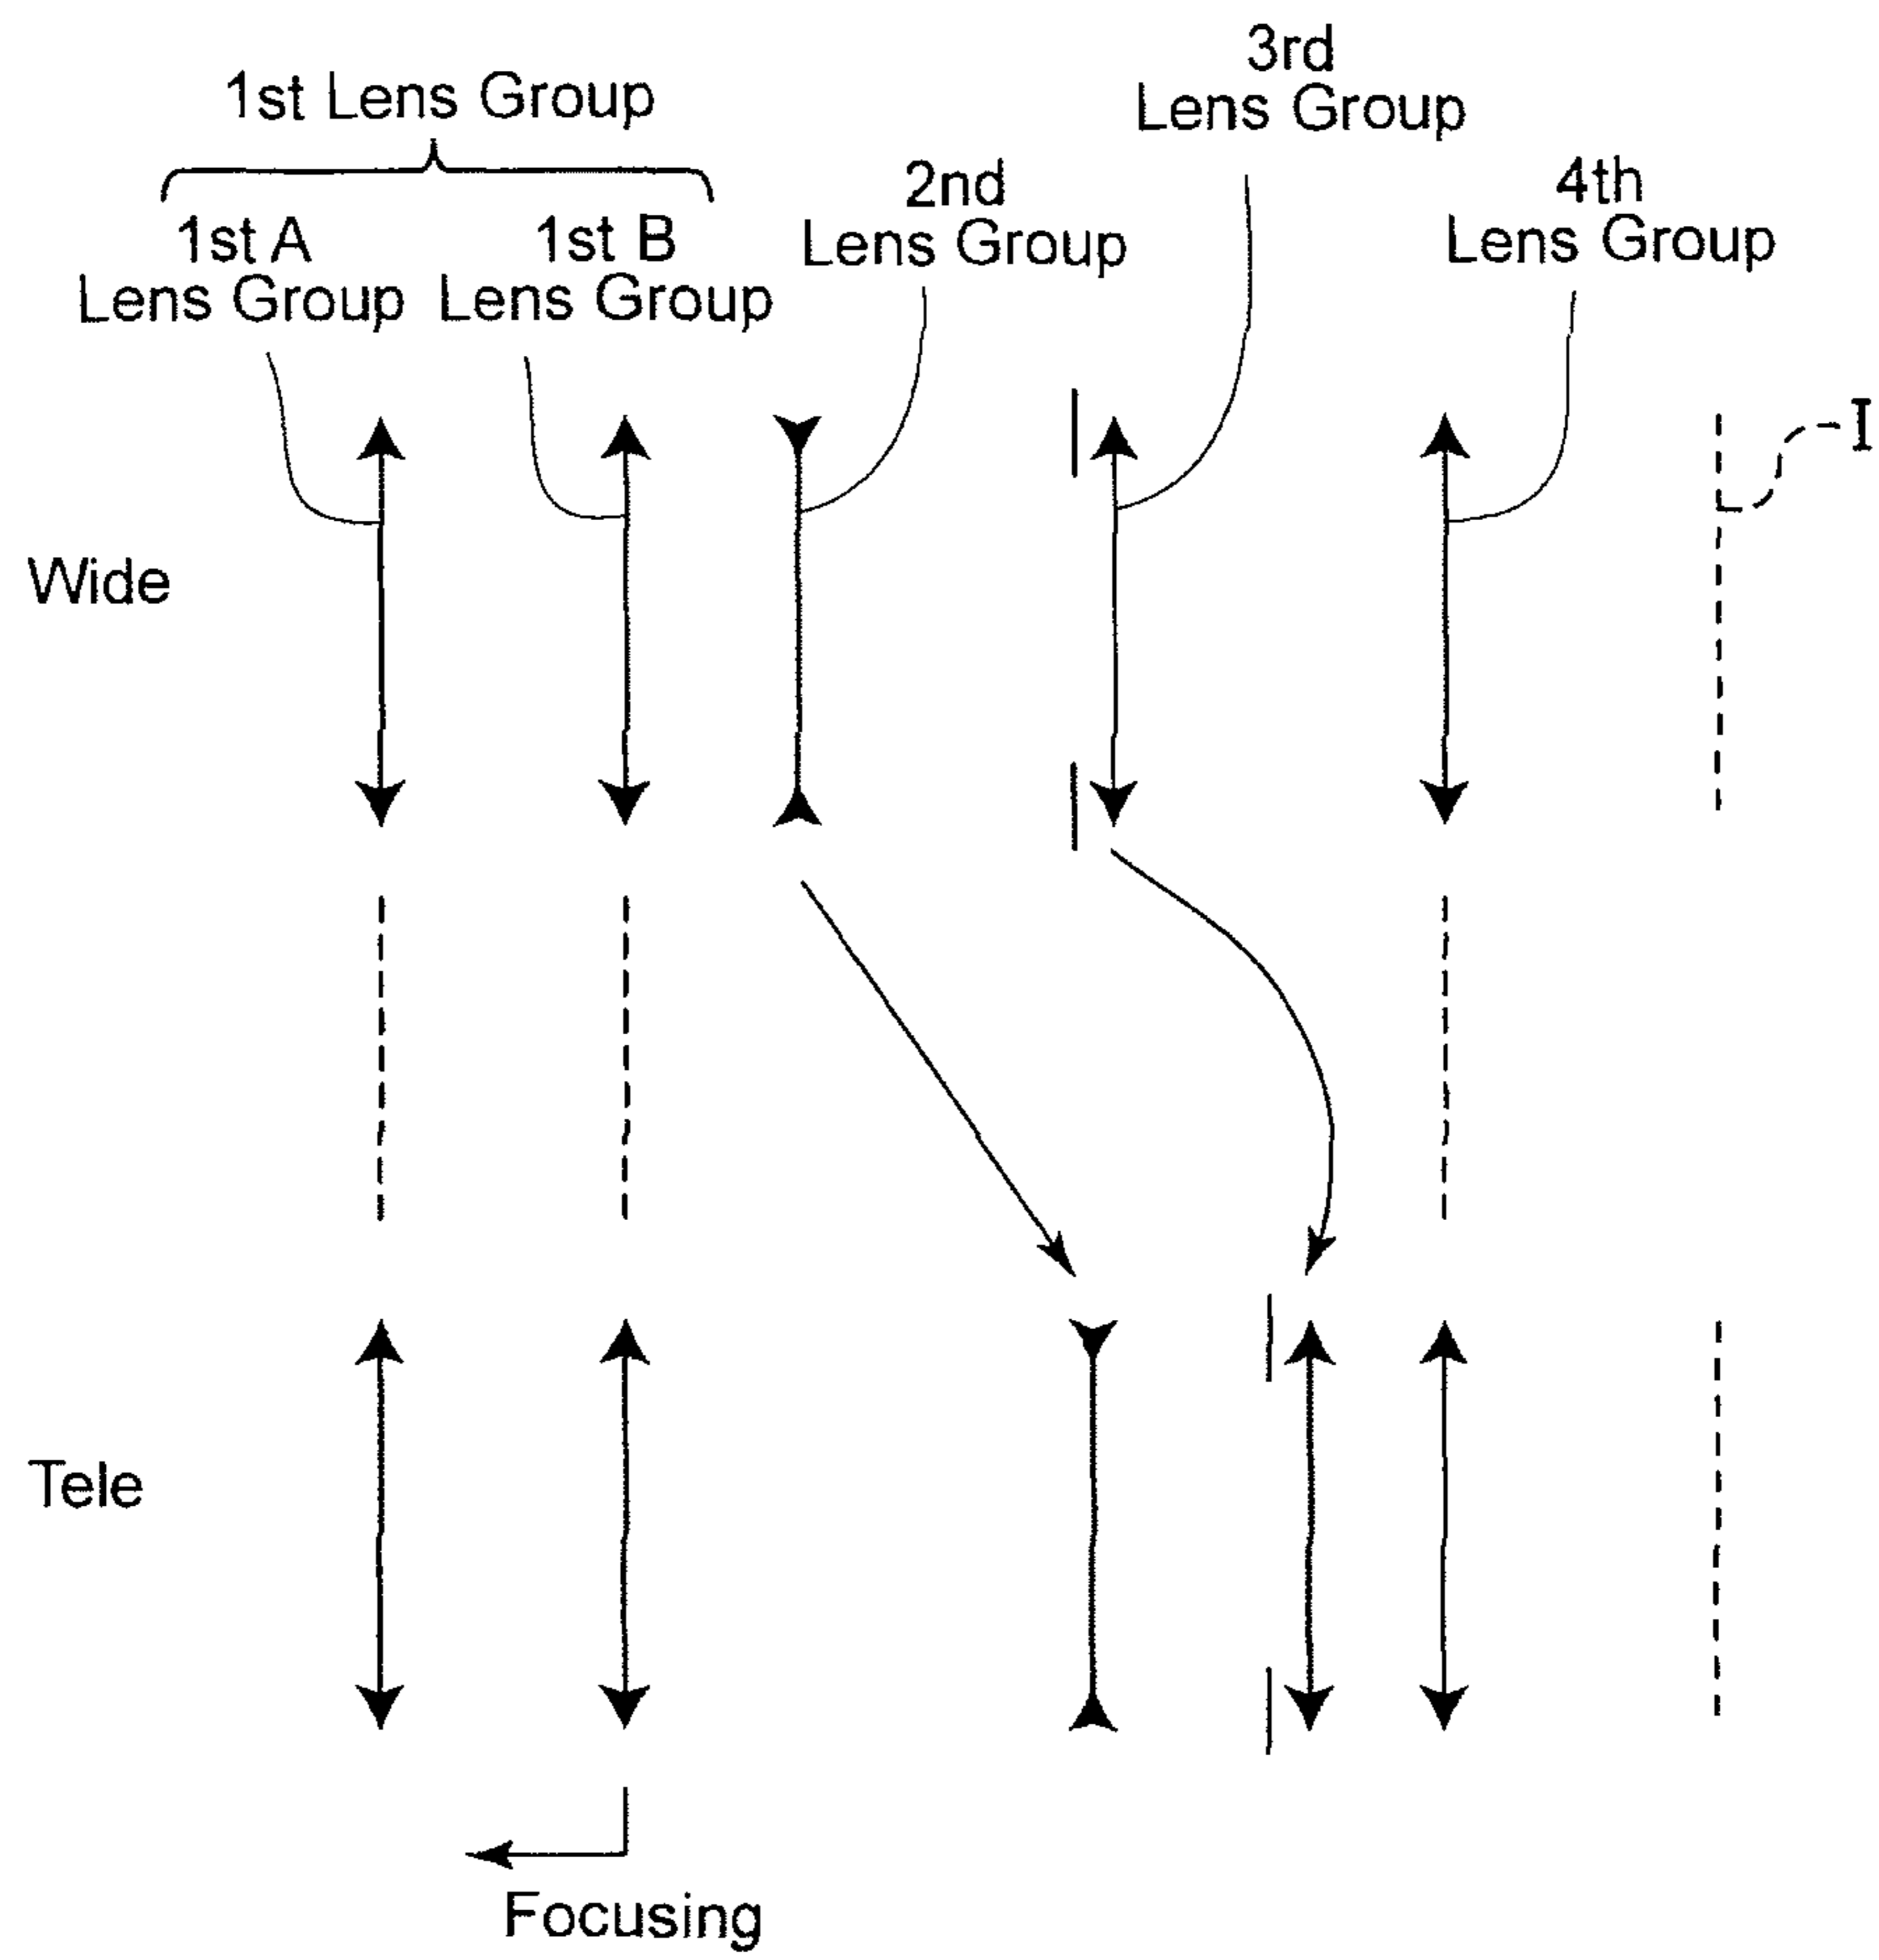 1st Lens Group
1st A
Lens Group
1st B
Lens Group
2nd
Lens Group
3rd
Lens Group
4th
Lens Group
I
Wide
Tele
Focusing